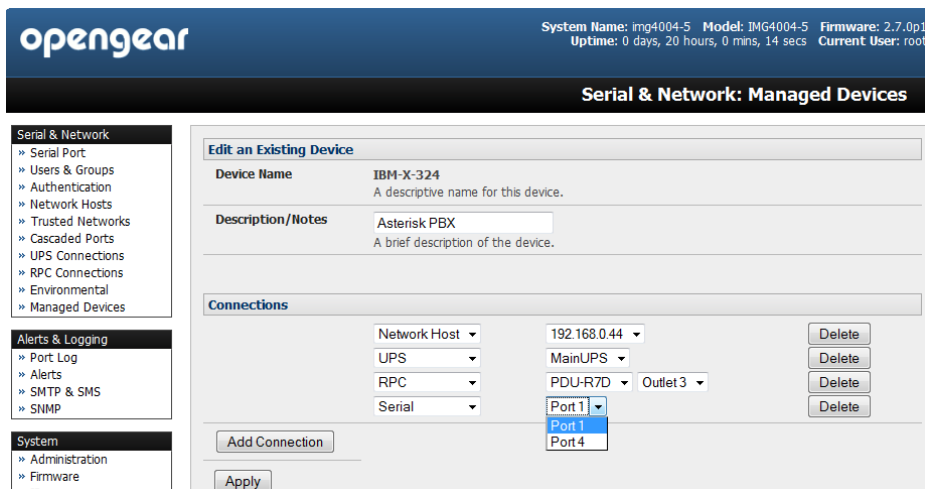 opengear
System Name: img4004-5 Model: IMG4004-5 Firmware: 2.7.0p1
Uptime: 0 days, 20 hours, 0 mins, 14 secs Current User: root
Serial & Network: Managed Devices
Serial & Network
» Serial Port
» Users & Groups
» Authentication
» Network Hosts
» Trusted Networks
» Cascaded Ports
» UPS Connections
» RPC Connections
» Environmental
» Managed Devices
Alerts & Logging
» Port Log
» Alerts
» SMTP & SMS
» SNMP
System
» Administration
» Firmware
Edit an Existing Device
Device Name IBM-X-324
A descriptive name for this device.
Description/Notes Asterisk PBX
A brief description of the device.
Connections
Network Host 192.168.0.44 Delete
UPS MainUPS Delete
RPC PDU-R7D Outlet 3 Delete
Serial Port 1 Delete
Port 1
Port 4
Add Connection
Apply